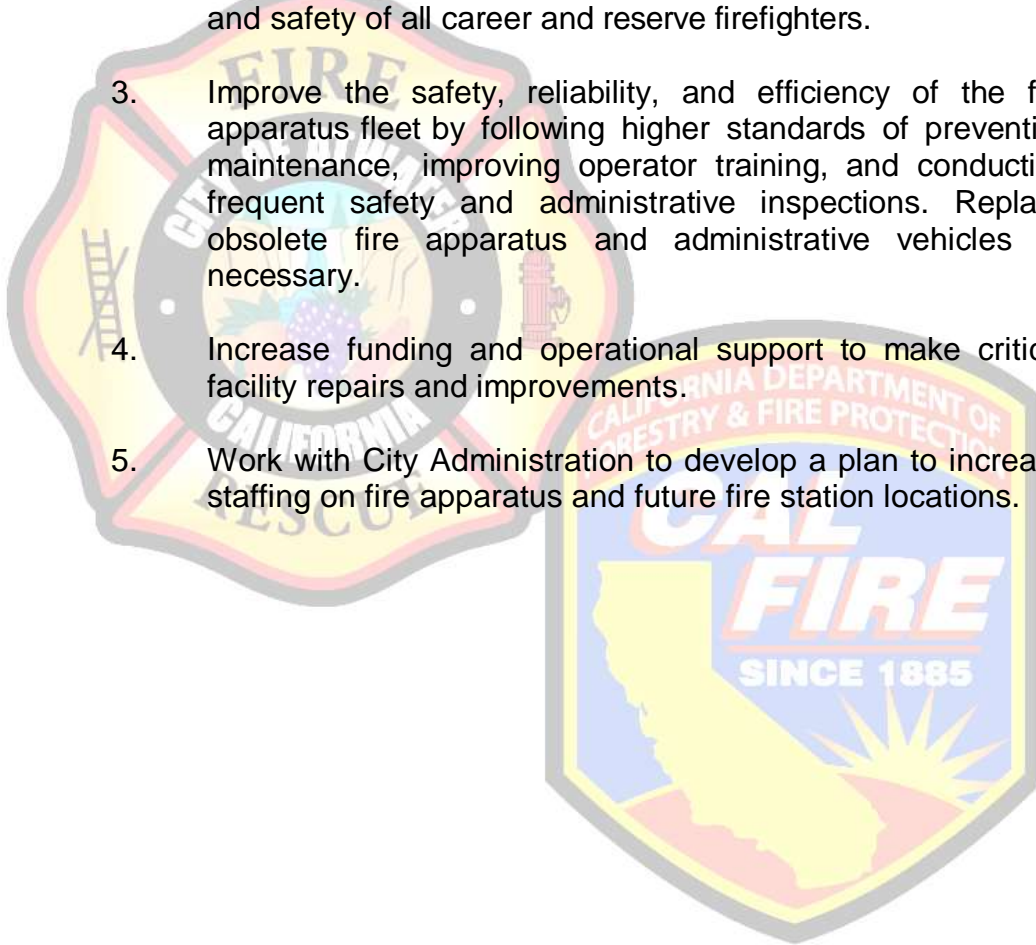 and safety of all career and reserve firefighters.
3. Improve the safety, reliability, and efficiency of the f
apparatus fleet by following higher standards of preventi
maintenance, improving operator training, and conducti
frequent safety and administrative inspections. Repla
obsolete fire apparatus and administrative vehicles
necessary.
4. Increase funding and operational support to make critic
facility repairs and improvements.
5. Work with City Administration to develop a plan to increa
staffing on fire apparatus and future fire station locations.
FIRE
CITY OF ATWATER
CALIFORNIA
RESCUE
CALIFORNIA DEPARTMENT OF
FORESTRY & FIRE PROTECTION
CAL
FIRE
SINCE 1885